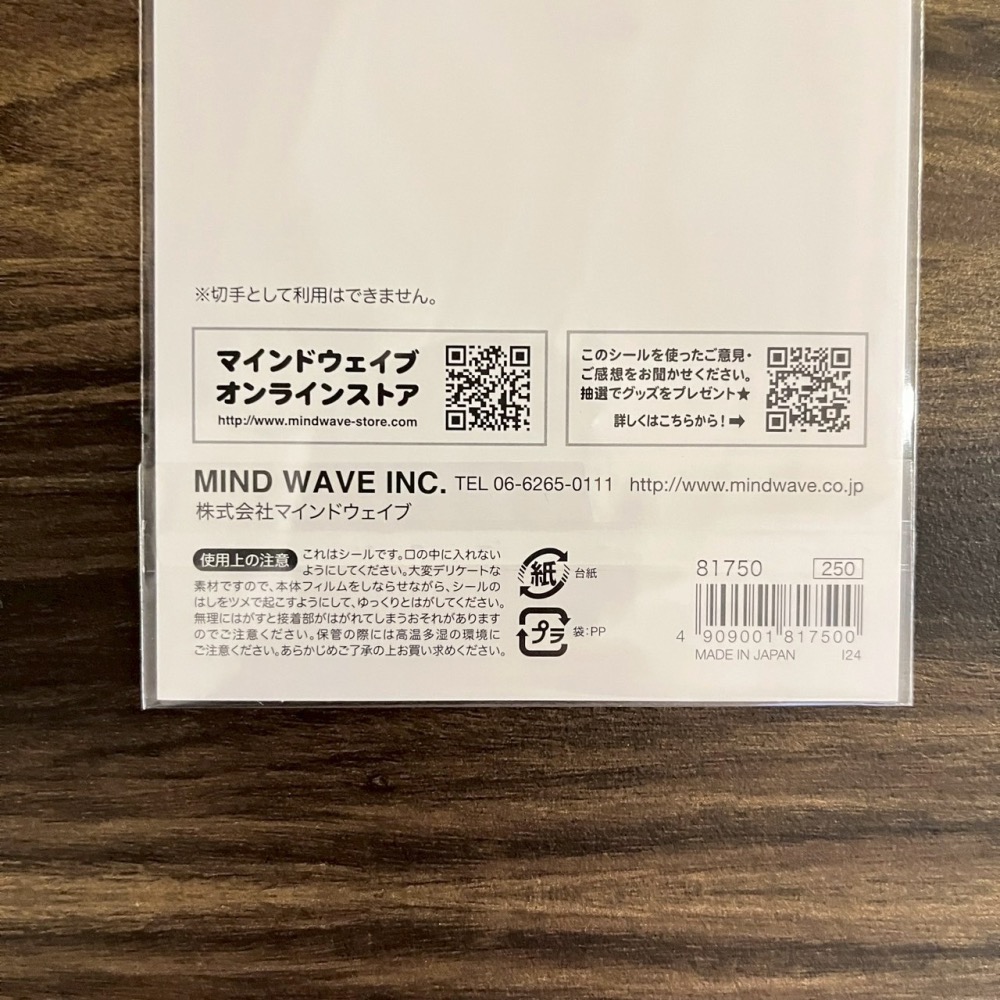 ※切手として利用はできません。
マインドウェイブ
オンラインストア
http://www.mindwave-store.com
このシールを使ったご意見・
ご感想をお聞かせください。
抽選でグッズをプレゼント★
詳しくはこちらから！➡
MIND WAVE INC. TEL 06-6265-0111 http://www.mindwave.co.jp
株式会社マインドウェイブ
使用上の注意 これはシールです。口の中に入れない
ようにしてください。大変デリケートな
素材ですので、本体フィルムをしならせながら、シールの
はしをツメで起こすようにして、ゆっくりとはがしてください。
無理にはがすと接着部がはがれてしまうおそれがあります
のでご注意ください。保管の際には高温多湿の環境に
ご注意ください。あらかじめご了承の上お買い求めください。
紙 台紙
プラ 袋：PP
81750 250
4 909001 817500
MADE IN JAPAN I24